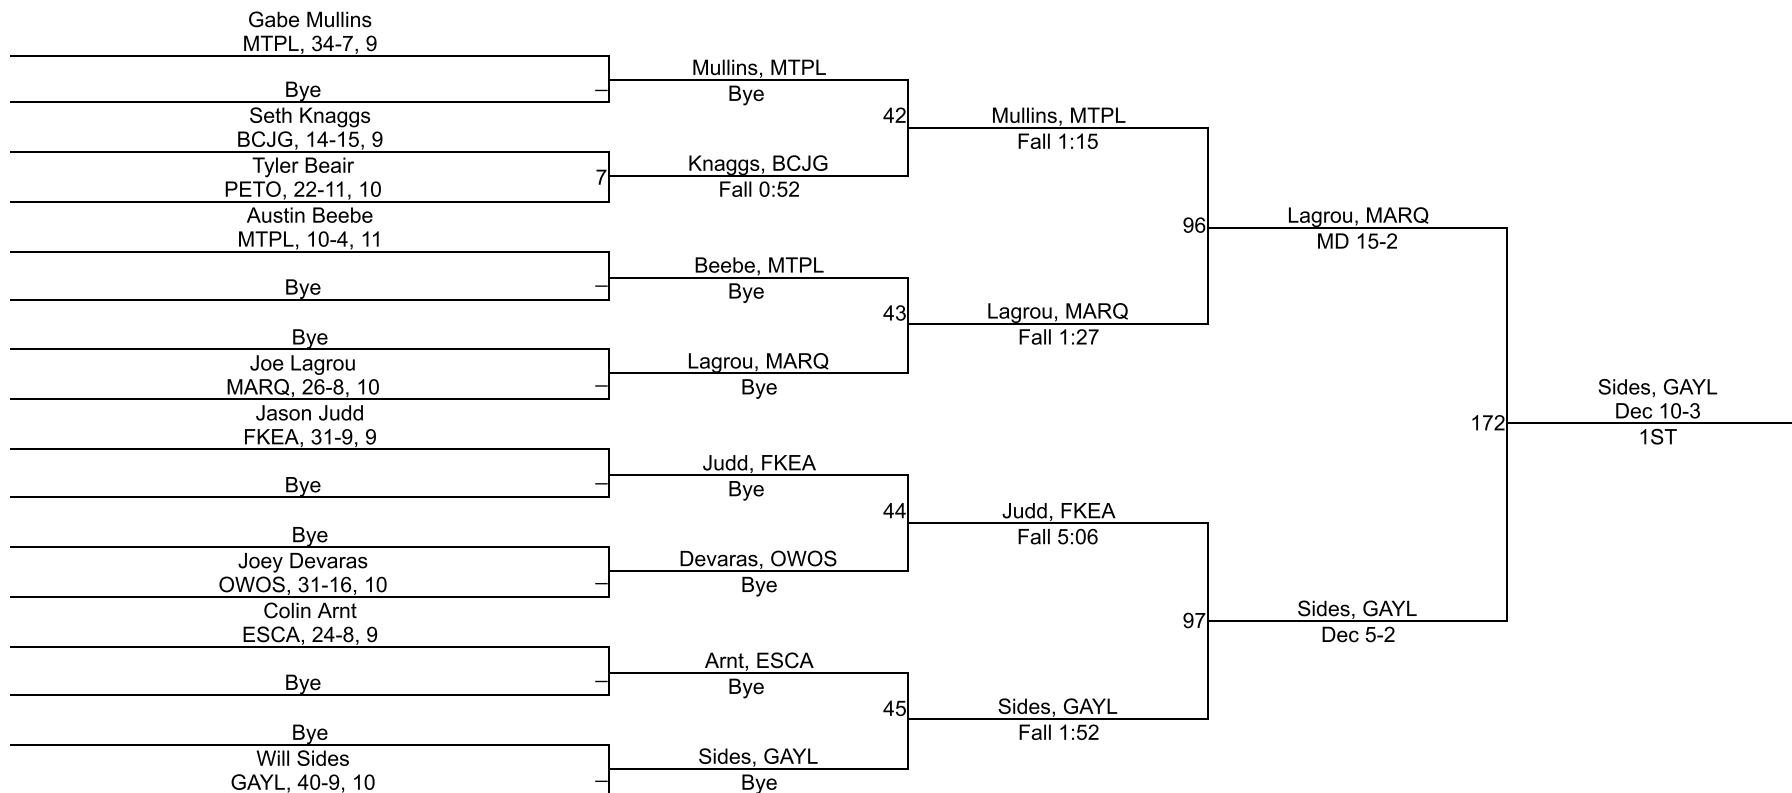 Gabe Mullins
MTPL, 34-7, 9
Bye
–
Seth Knaggs
BCJG, 14-15, 9
Tyler Beair
PETO, 22-11, 10
7
Austin Beebe
MTPL, 10-4, 11
Bye
–
Bye
Joe Lagrou
MARQ, 26-8, 10
–
Jason Judd
FKEA, 31-9, 9
Bye
–
Bye
Joey Devaras
OWOS, 31-16, 10
–
Colin Arnt
ESCA, 24-8, 9
Bye
–
Bye
Will Sides
GAYL, 40-9, 10
–
Mullins, MTPL
Bye
42
Knaggs, BCJG
Fall 0:52
Beebe, MTPL
Bye
43
Lagrou, MARQ
Bye
Judd, FKEA
Bye
44
Devaras, OWOS
Bye
Arnt, ESCA
Bye
45
Sides, GAYL
Bye
Mullins, MTPL
Fall 1:15
96
Lagrou, MARQ
Fall 1:27
Judd, FKEA
Fall 5:06
97
Sides, GAYL
Fall 1:52
Lagrou, MARQ
MD 15-2
172
Sides, GAYL
Dec 5-2
Sides, GAYL
Dec 10-3
1ST